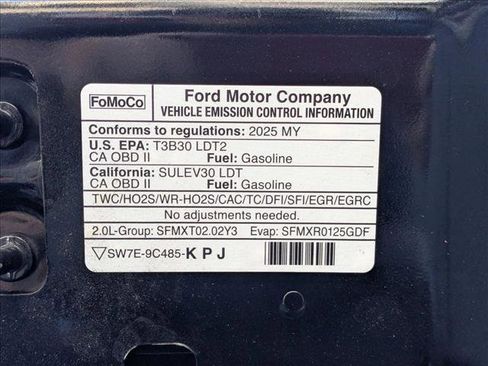 FoMoCo
Ford Motor Company
VEHICLE EMISSION CONTROL INFORMATION
Conforms to regulations: 2025 MY
U.S. EPA: T3B30 LDT2
CA OBD II Fuel: Gasoline
California: SULEV30 LDT
CA OBD II Fuel: Gasoline
TWC/HO2S/WR-HO2S/CAC/TC/DFI/SFI/EGR/EGRC
No adjustments needed.
2.0L-Group: SFMXT02.02Y3 Evap: SFMXR0125GDF
▽SW7E-9C485-K P J